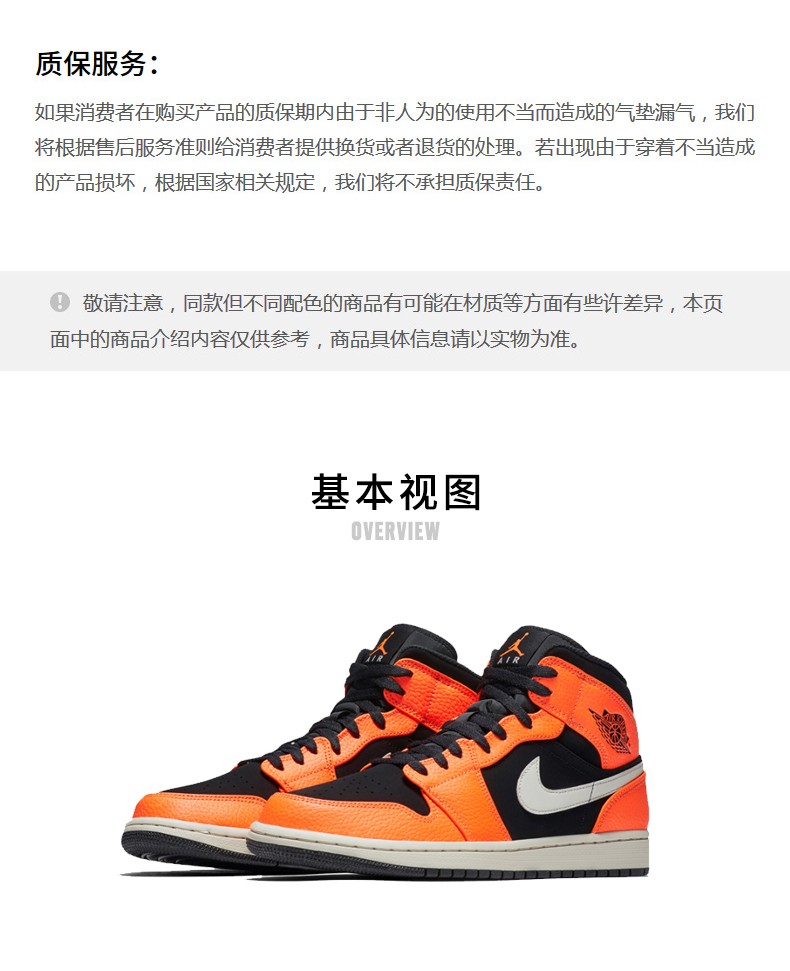 质保服务：
如果消费者在购买产品的质保期内由于非人为的使用不当而造成的气垫漏气，我们
将根据售后服务准则给消费者提供换货或者退货的处理。若出现由于穿着不当造成
的产品损坏，根据国家相关规定，我们将不承担质保责任。
敬请注意，同款但不同配色的商品有可能在材质等方面有些许差异，本页
面中的商品介绍内容仅供参考，商品具体信息请以实物为准。
基本视图
OVERVIEW
AIR
AIR